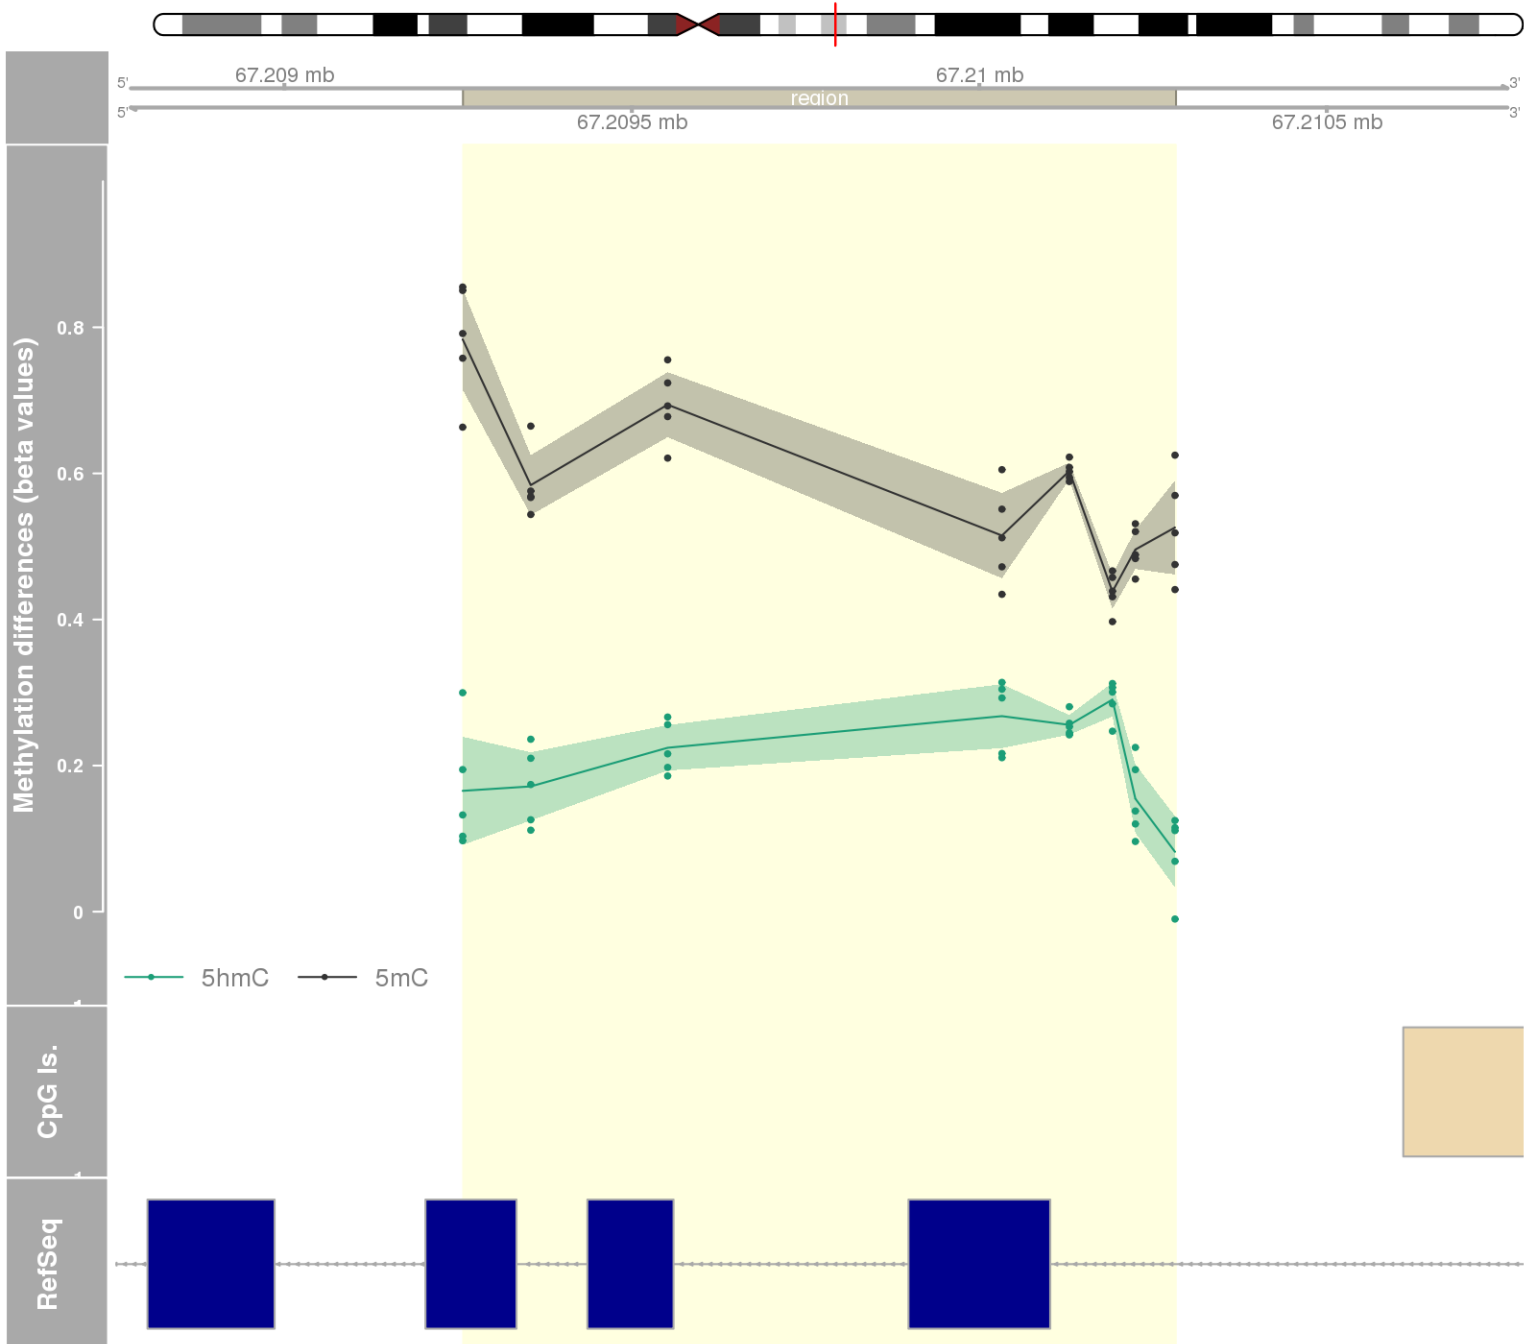 67.209 mb
67.21 mb
5'
3'
region
5'
3'
67.2095 mb
67.2105 mb
Methylation differences (beta values)
0.8
0.6
0.4
0.2
0
5hmC
5mC
CpG Is.
RefSeq